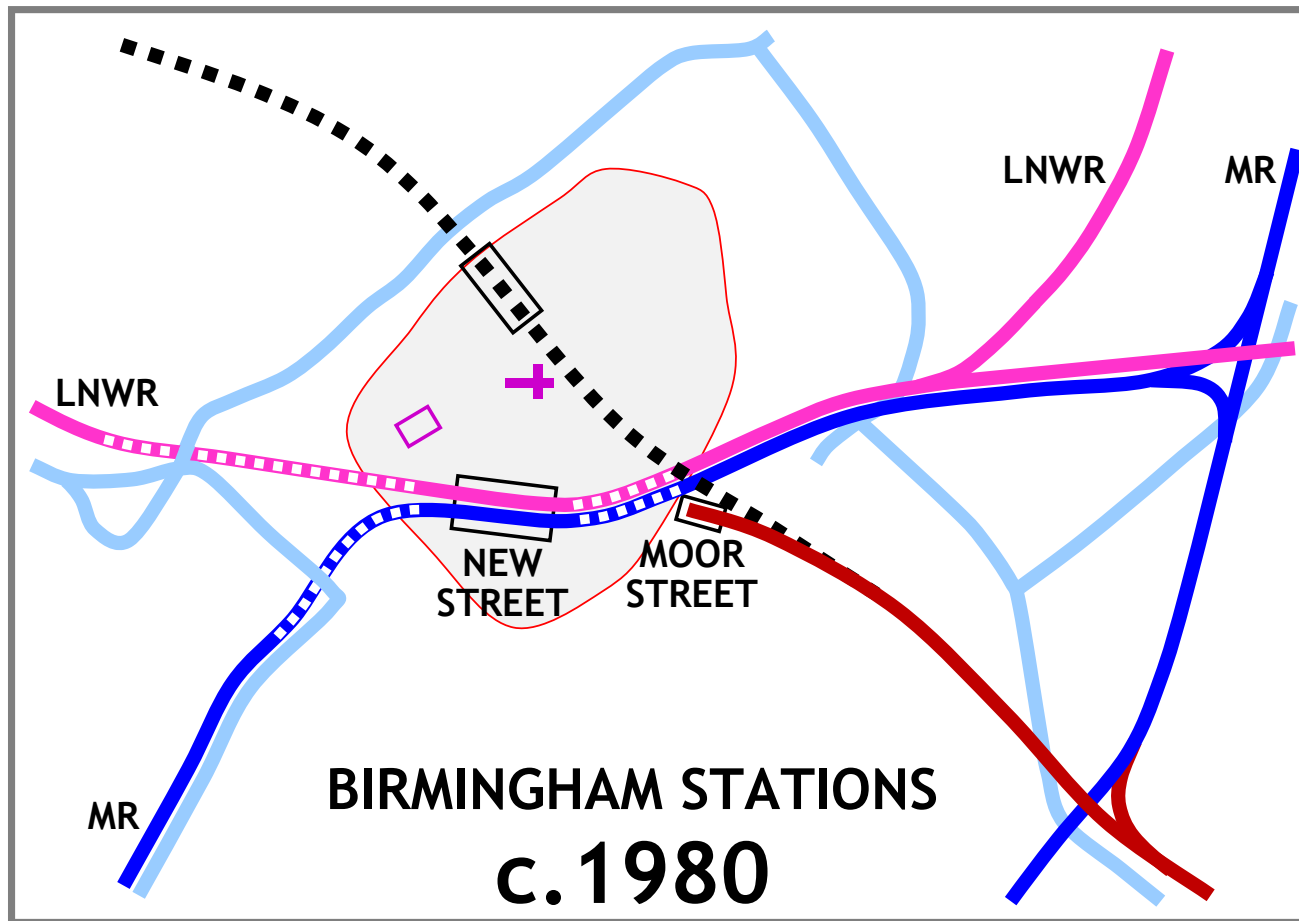 LNWR
MR
LNWR
NEW
STREET
MOOR
STREET
MR
BIRMINGHAM STATIONS
c.1980